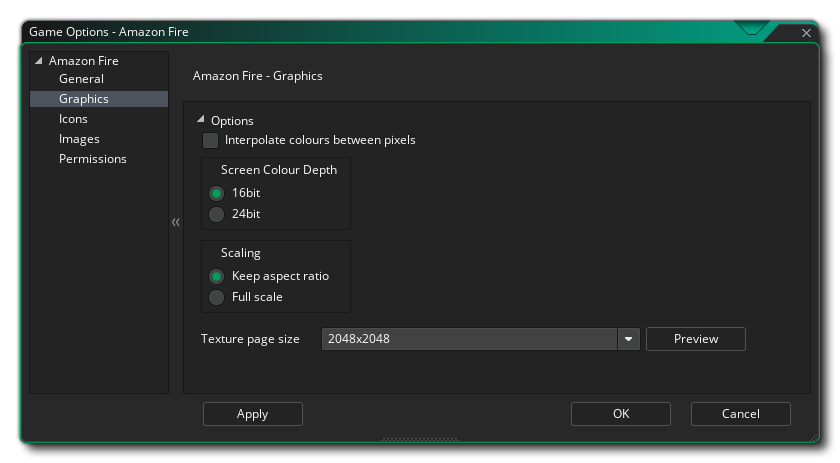 Game Options - Amazon Fire
Amazon Fire
General
Graphics
Icons
Images
Permissions
Amazon Fire - Graphics
Options
Interpolate colours between pixels
Screen Colour Depth
16bit
24bit
Scaling
Keep aspect ratio
Full scale
Texture page size
2048x2048
Preview
Apply
OK
Cancel